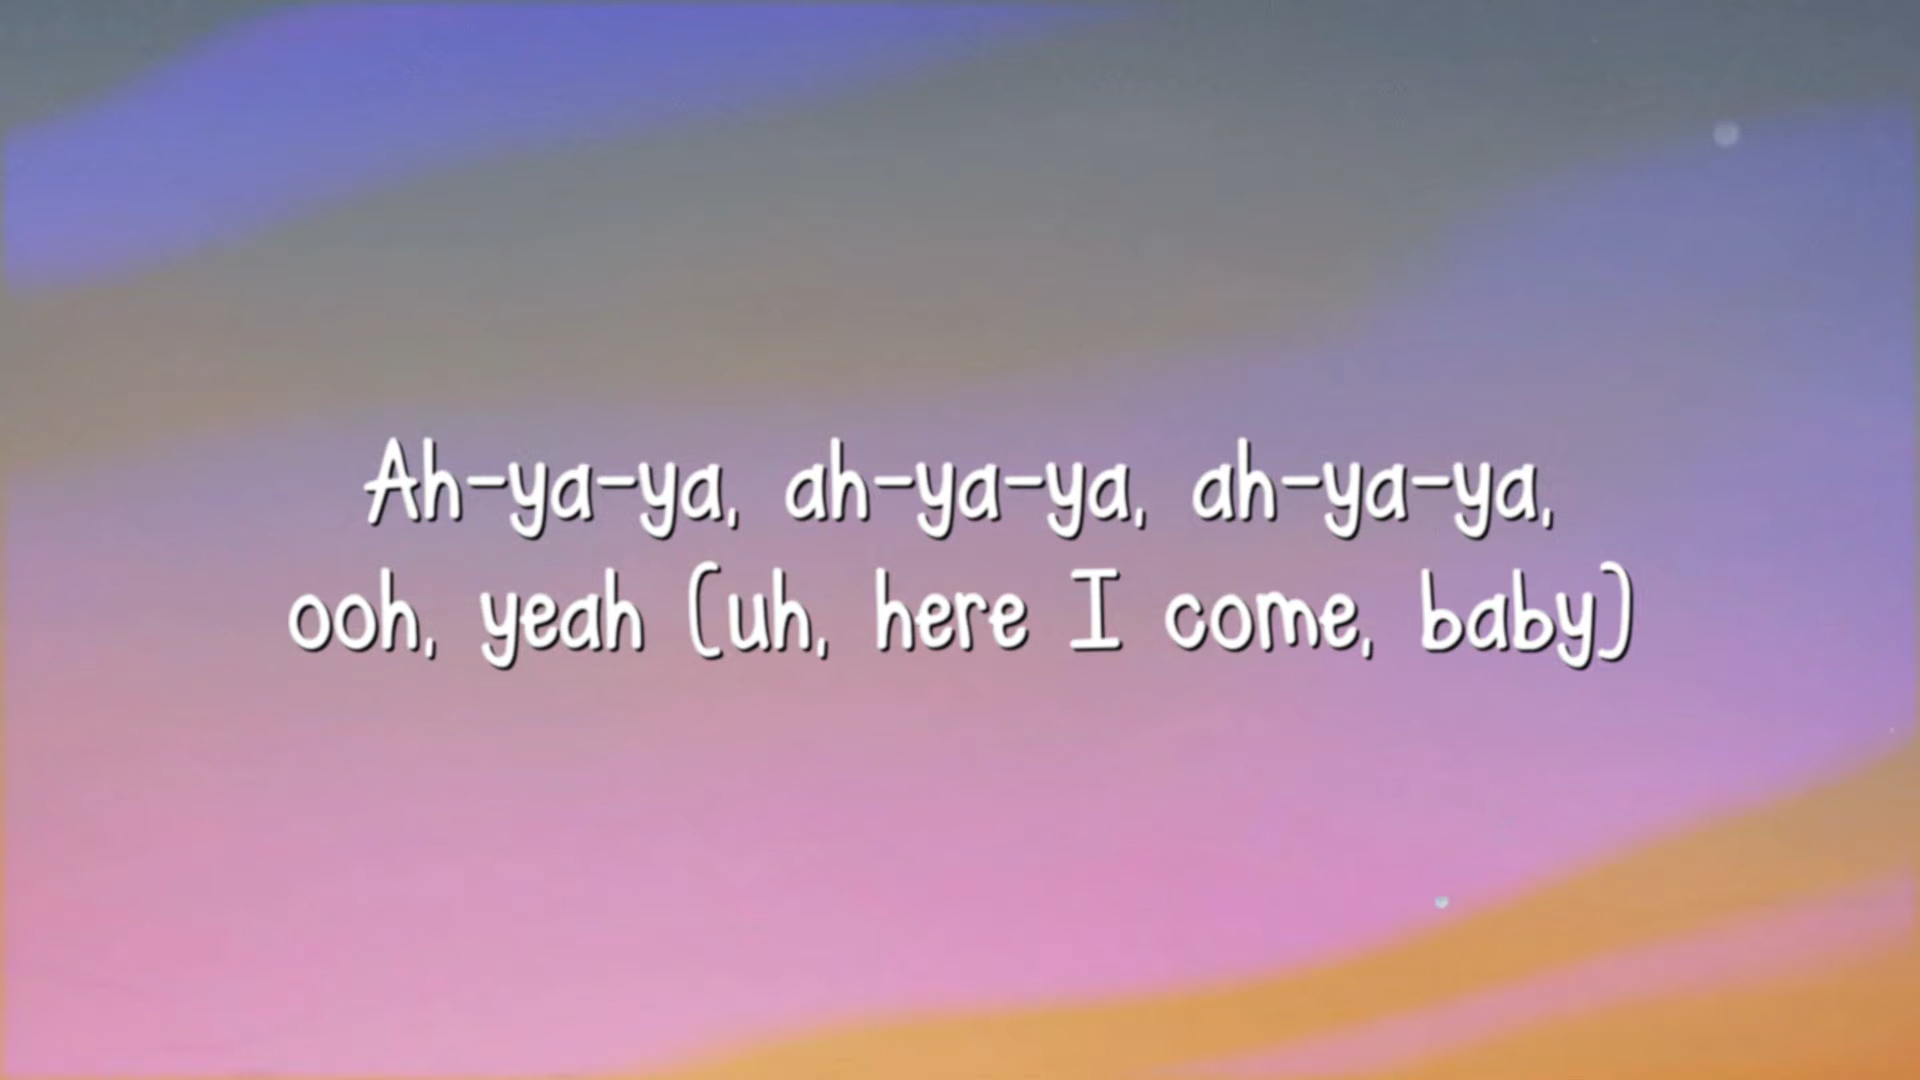 Ah-ya-ya, ah-ya-ya, ah-ya-ya,
ooh, yeah (uh, here I come, baby)